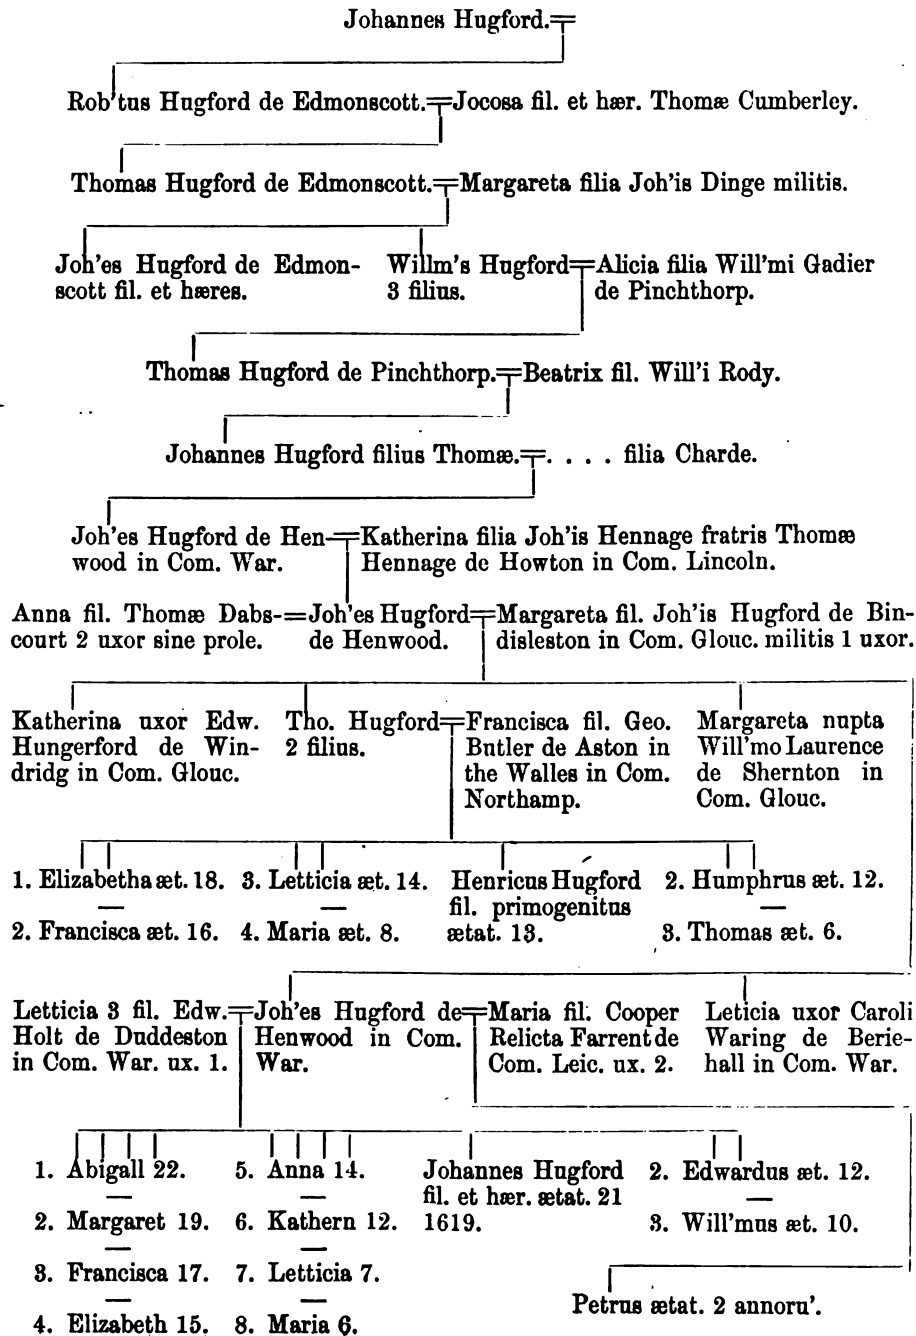 Johannes Hugford.
Rob'tus Hugford de Edmonscott.=Jocosa fil. et hær. Thomæ Cumberley.
Thomas Hugford de Edmonscott.=Margareta filia Joh'is Dinge militis.
Joh'es Hugford de Edmon-
scott fil. et hæres.
Willm's Hugford=Alicia filia Will'mi Gadier
3 filius.
de Pinchthorp.
Thomas Hugford de Pinchthorp.=Beatrix fil. Will'i Rody.
Johannes Hugford filius Thomæ.=. . . . filia Charde.
Joh'es Hugford de Hen-
wood in Com. War.
=Katherina filia Joh'is Hennage fratris Thomæ
Hennage de Howton in Com. Lincoln.
Anna fil. Thomæ Dabs-
court 2 uxor sine prole.
=Joh'es Hugford
de Henwood.
=Margareta fil. Joh'is Hugford de Bin-
disleston in Com. Glouc. militis 1 uxor.
Katherina uxor Edw.
Hungerford de Win-
dridg in Com. Glouc.
Tho. Hugford
2 filius.
=Francisca fil. Geo.
Butler de Aston in
the Walles in Com.
Northamp.
Margareta nupta
Will'mo Laurence
de Shernton in
Com. Glouc.
1. Elizabetha æt. 18.
2. Francisca æt. 16.
3. Letticia æt. 14.
4. Maria æt. 8.
Henricus Hugford
fil. primogenitus
ætat. 13.
2. Humphrus æt. 12.
3. Thomas æt. 6.
Letticia 3 fil. Edw.
Holt de Duddeston
in Com. War. ux. 1.
=Joh'es Hugford de
Henwood in Com.
War.
=Maria fil. Cooper
Relicta Farrent de
Com. Leic. ux. 2.
Leticia uxor Caroli
Waring de Berie-
hall in Com. War.
1. Abigall 22.
2. Margaret 19.
3. Francisca 17.
4. Elizabeth 15.
5. Anna 14.
6. Kathern 12.
7. Letticia 7.
8. Maria 6.
Johannes Hugford
fil. et hær. ætat. 21
1619.
2. Edwardus æt. 12.
3. Will'mus æt. 10.
Petrus ætat. 2 annoru'.